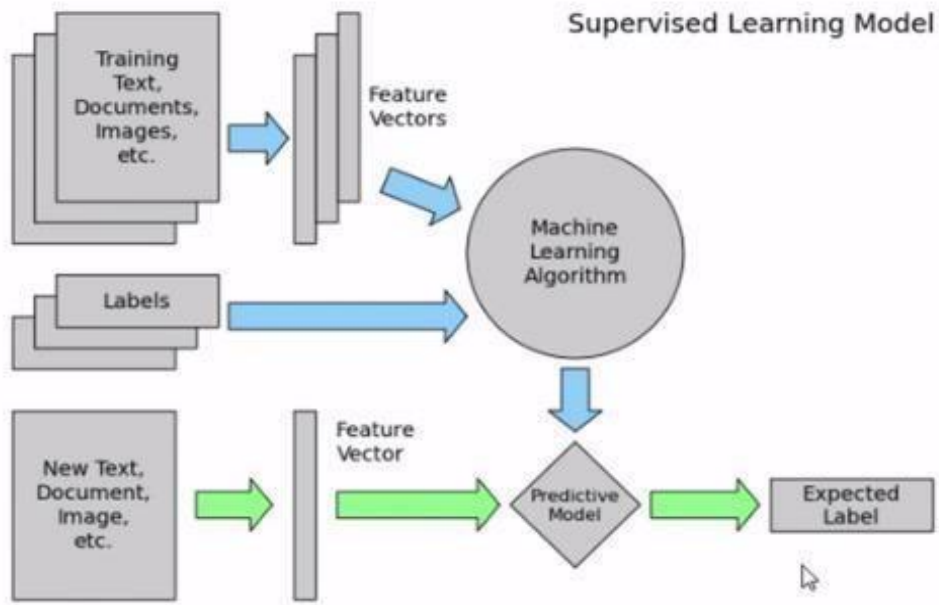 Supervised Learning Model
Training
Text,
Documents,
Images,
etc.
Feature
Vectors
Machine
Learning
Algorithm
Labels
New Text,
Document,
Image,
etc.
Feature
Vector
Predictive
Model
Expected
Label